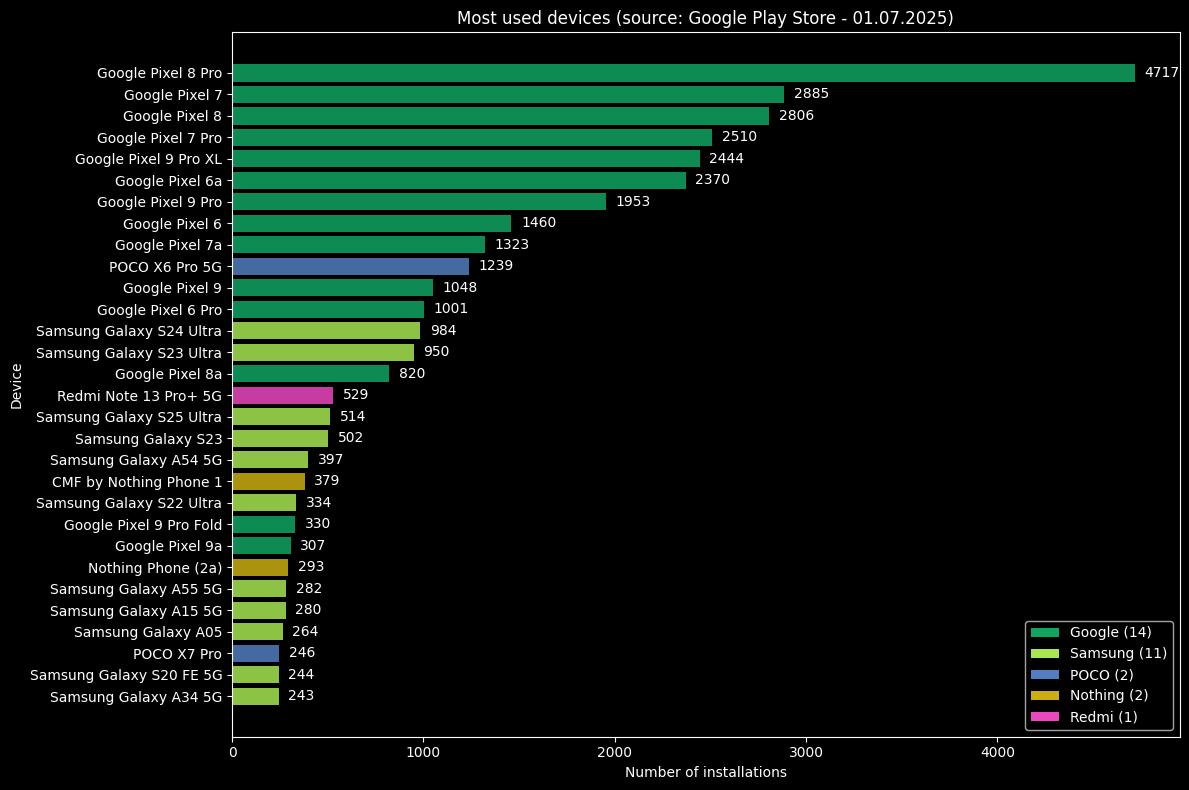 Most used devices (source: Google Play Store - 01.07.2025)
Device
Google Pixel 8 Pro 4717
Google Pixel 7 2885
Google Pixel 8 2806
Google Pixel 7 Pro 2510
Google Pixel 9 Pro XL 2444
Google Pixel 6a 2370
Google Pixel 9 Pro 1953
Google Pixel 6 1460
Google Pixel 7a 1323
POCO X6 Pro 5G 1239
Google Pixel 9 1048
Google Pixel 6 Pro 1001
Samsung Galaxy S24 Ultra 984
Samsung Galaxy S23 Ultra 950
Google Pixel 8a 820
Redmi Note 13 Pro+ 5G 529
Samsung Galaxy S25 Ultra 514
Samsung Galaxy S23 502
Samsung Galaxy A54 5G 397
CMF by Nothing Phone 1 379
Samsung Galaxy S22 Ultra 334
Google Pixel 9 Pro Fold 330
Google Pixel 9a 307
Nothing Phone (2a) 293
Samsung Galaxy A55 5G 282
Samsung Galaxy A15 5G 280
Samsung Galaxy A05 264
POCO X7 Pro 246
Samsung Galaxy S20 FE 5G 244
Samsung Galaxy A34 5G 243
Google (14)
Samsung (11)
POCO (2)
Nothing (2)
Redmi (1)
0 1000 2000 3000 4000
Number of installations